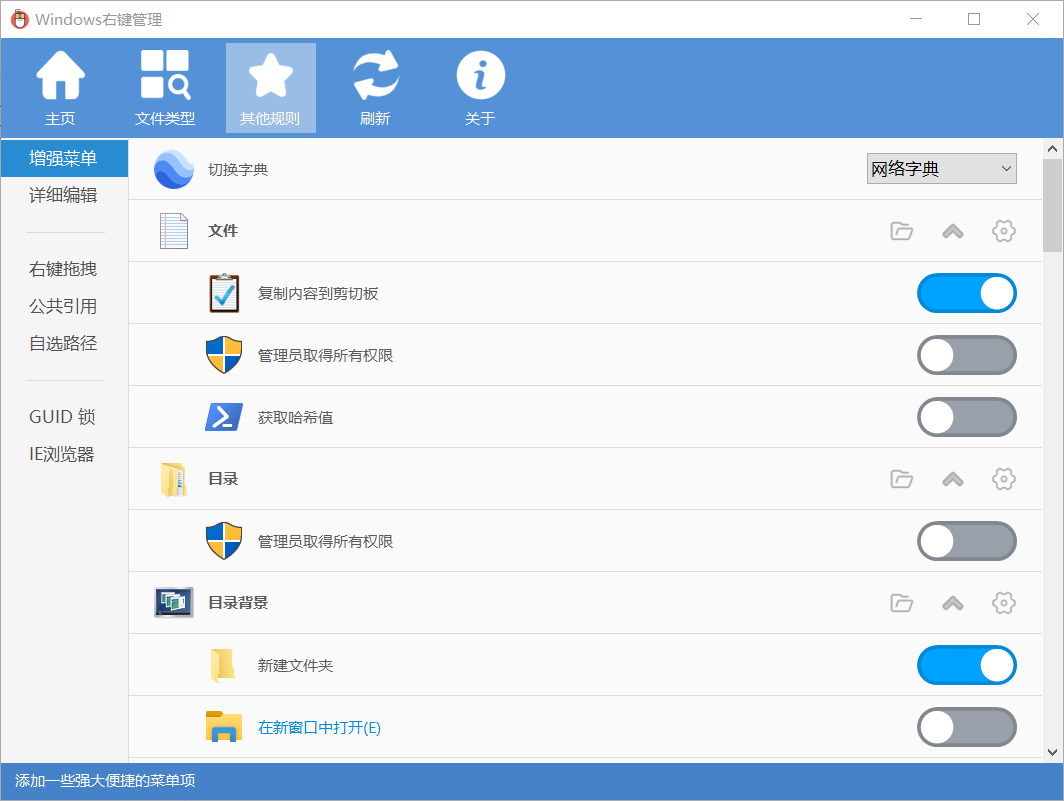 Windows右键管理
主页
文件类型
其他规则
刷新
关于
增强菜单
详细编辑
右键拖拽
公共引用
自选路径
GUID 锁
IE浏览器
切换字典
网络字典
文件
复制内容到剪切板
管理员取得所有权限
获取哈希值
目录
管理员取得所有权限
目录背景
新建文件夹
在新窗口中打开(E)
添加一些强大便捷的菜单项